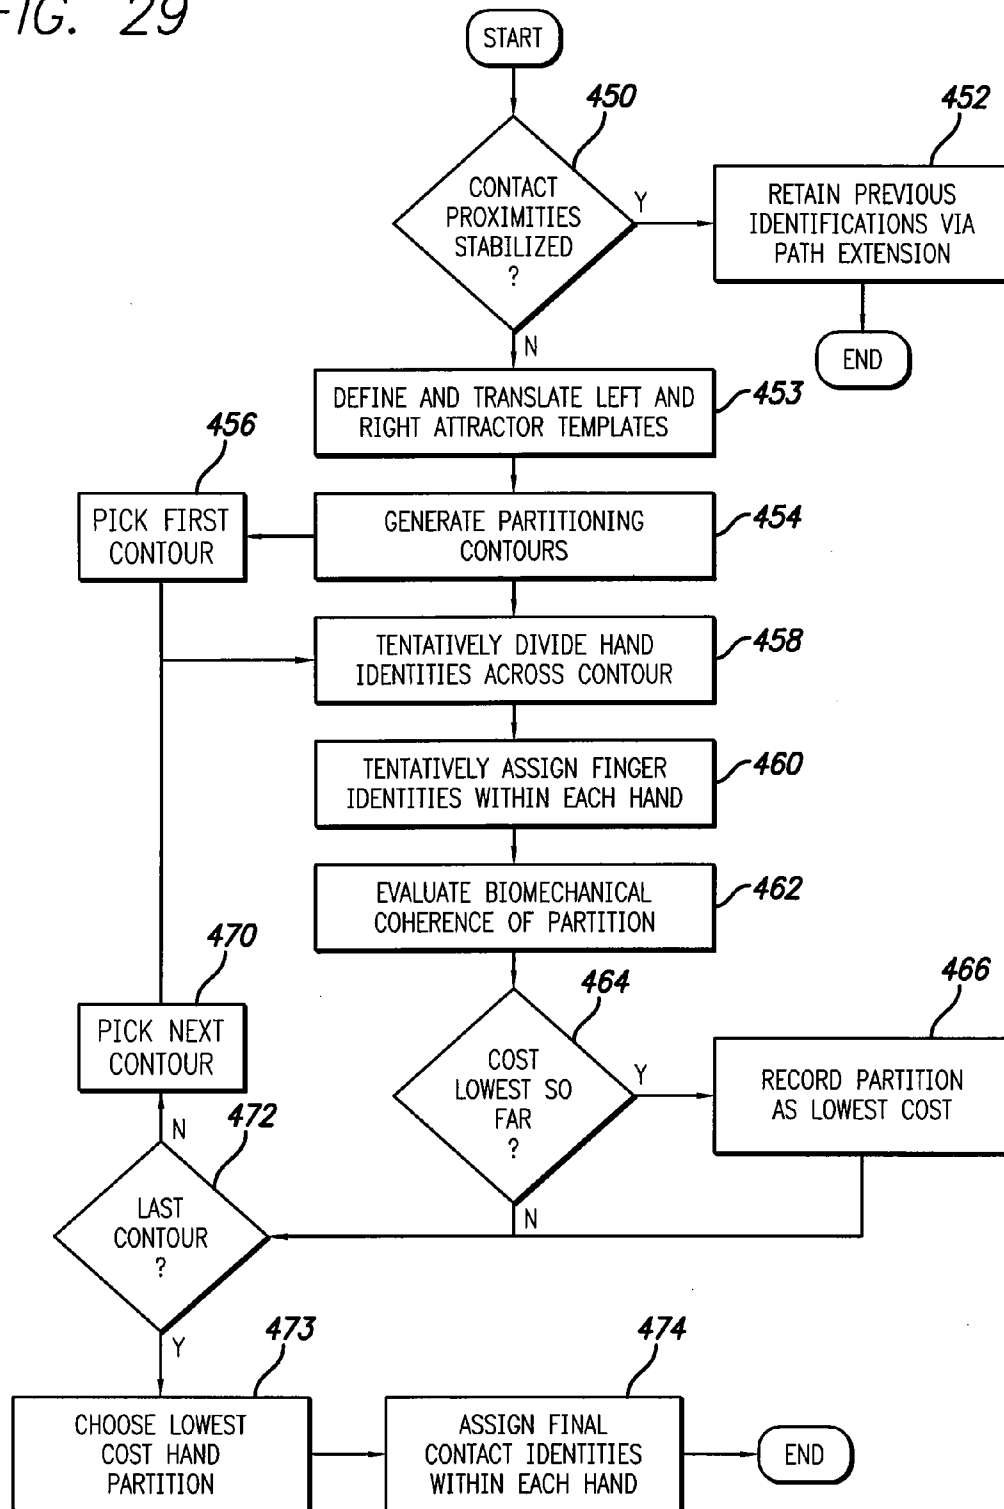 FIG. 29
START
450
452
CONTACT
PROXIMITIES
STABILIZED
?
Y
RETAIN PREVIOUS
IDENTIFICATIONS VIA
PATH EXTENSION
N
END
DEFINE AND TRANSLATE LEFT AND
RIGHT ATTRACTOR TEMPLATES
453
456
PICK FIRST
CONTOUR
GENERATE PARTITIONING
CONTOURS
454
TENTATIVELY DIVIDE HAND
IDENTITIES ACROSS CONTOUR
458
TENTATIVELY ASSIGN FINGER
IDENTITIES WITHIN EACH HAND
460
EVALUATE BIOMECHANICAL
COHERENCE OF PARTITION
462
470
PICK NEXT
CONTOUR
464
466
COST
LOWEST SO
FAR
?
Y
RECORD PARTITION
AS LOWEST COST
N
472
N
LAST
CONTOUR
?
Y
473
474
CHOOSE LOWEST
COST HAND
PARTITION
ASSIGN FINAL
CONTACT IDENTITIES
WITHIN EACH HAND
END